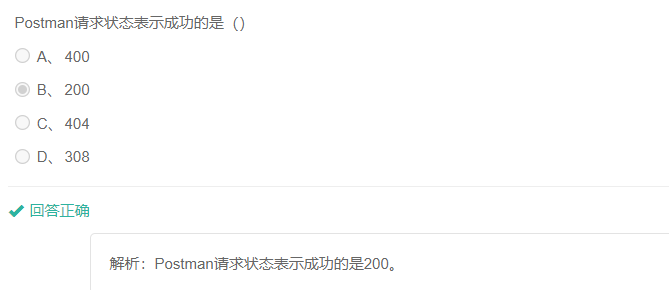 Postman请求状态表示成功的是（）
A、 400
B、 200
C、 404
D、 308
回答正确
解析：Postman请求状态表示成功的是200。